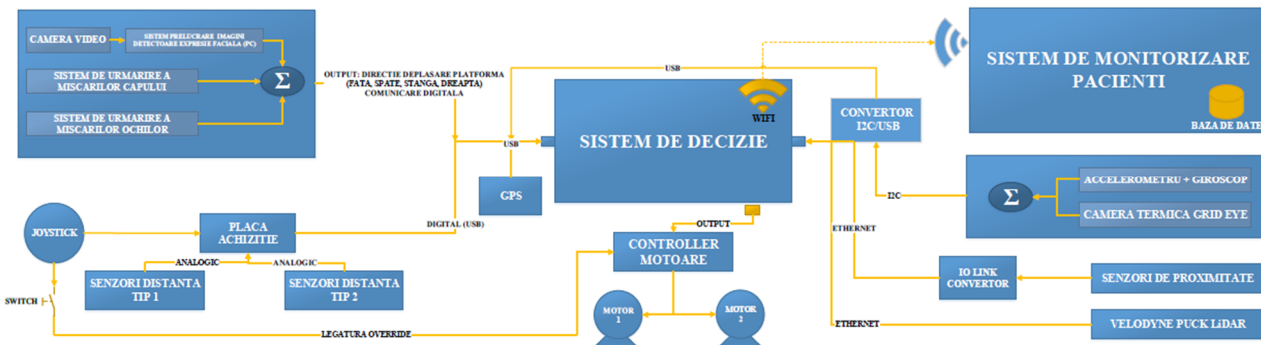 CAMERA VIDEO
SISTEM PRELUCRARE IMAGINI
DETECTOARE EXPRESIE FACIALA (PC)
SISTEM DE URMARIRE A
MISCARILOR CAPULUI
SISTEM DE URMARIRE A
MISCARILOR OCHILOR
Σ
OUTPUT: DIRECTIE DEPLASARE PLATFORMA
(FATA, SPATE, STANGA, DREAPTA)
COMUNICARE DIGITALA
USB
USB
GPS
SISTEM DE DECIZIE
WIFI
CONVERTOR
I2C/USB
SISTEM DE MONITORIZARE
PACIENTI
BAZA DE DATE
I2C
Σ
ACCELEROMETRU + GIROSCOP
CAMERA TERMICA GRID EYE
JOYSTICK
PLACA
ACHIZITIE
DIGITAL (USB)
ANALOGIC
ANALOGIC
SENZORI DISTANTA
TIP 1
SENZORI DISTANTA
TIP 2
SWITCH
LEGATURA OVERRIDE
OUTPUT
CONTROLLER
MOTOARE
MOTOR
1
MOTOR
2
ETHERNET
IO LINK
CONVERTOR
SENZORI DE PROXIMITATE
ETHERNET
VELODYNE PUCK LiDAR